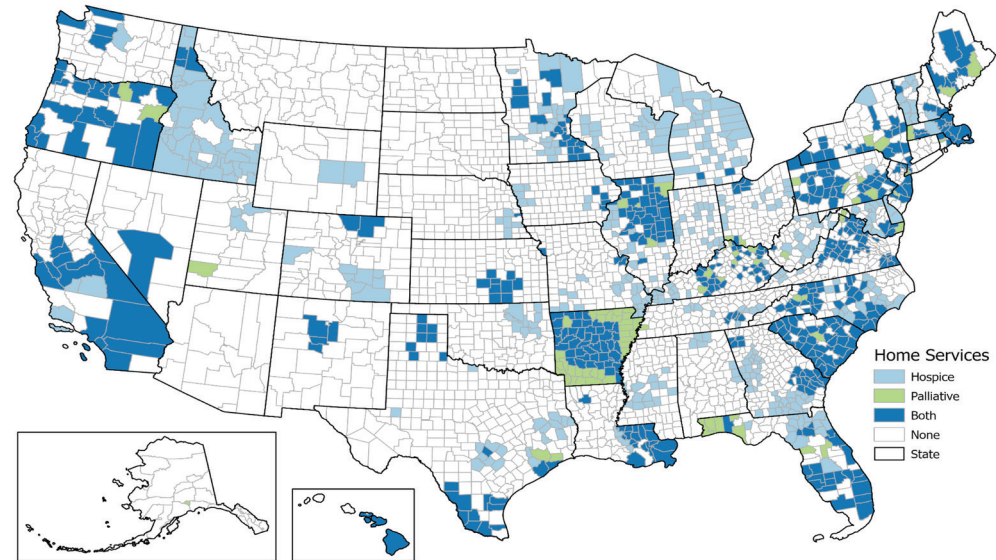 Home Services
Hospice
Palliative
Both
None
State